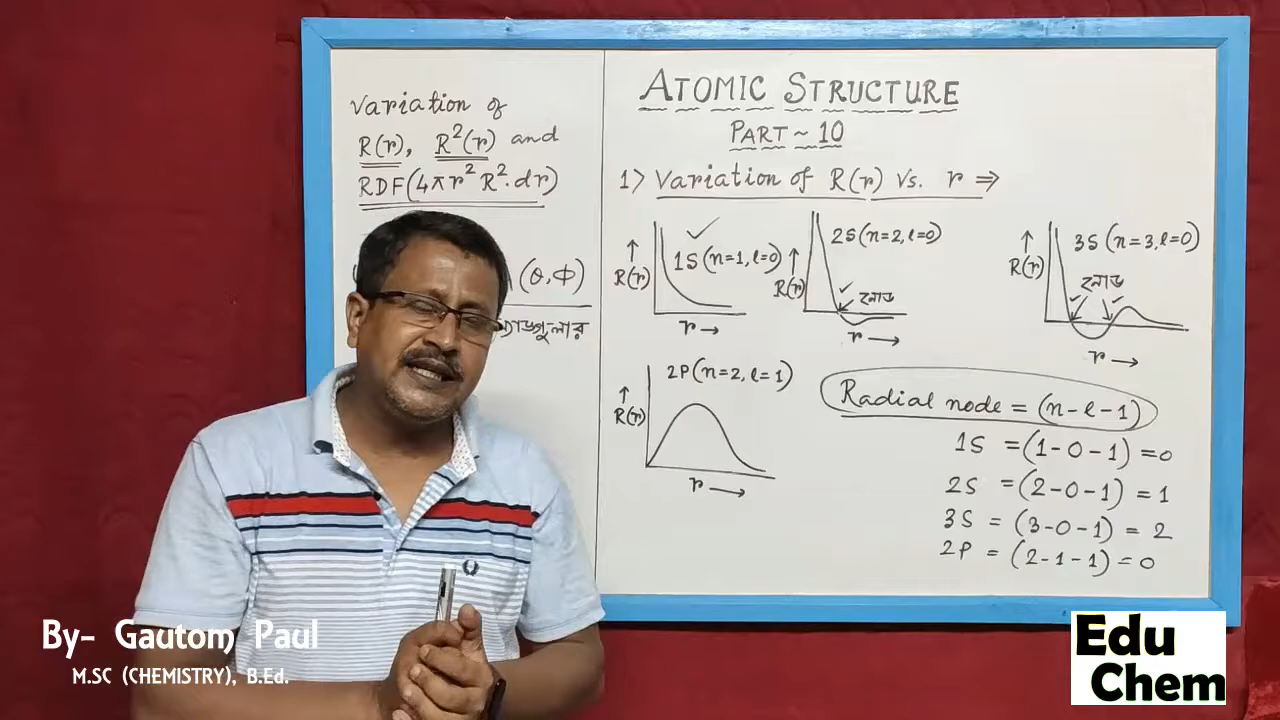 Variation of
R(r), R²(r) and
RDF(4πr²R².dr)
(θ,Φ)
ATOMIC STRUCTURE
PART ~ 10
1> Variation of R(r) vs. r ⇒
↑
R(r)
1S (n=1, l=0)
r →
↑
R(r)
2S (n=2, l=0)
নোড
r →
↑
R(r)
3S (n=3, l=0)
নোড
r →
↑
R(r)
2P (n=2, l=1)
r →
Radial node = (n-l-1)
1S = (1-0-1) = 0
2S = (2-0-1) = 1
3S = (3-0-1) = 2
2P = (2-1-1) = 0
By- Gautom Paul
M.SC (CHEMISTRY), B.Ed.
Edu
Chem